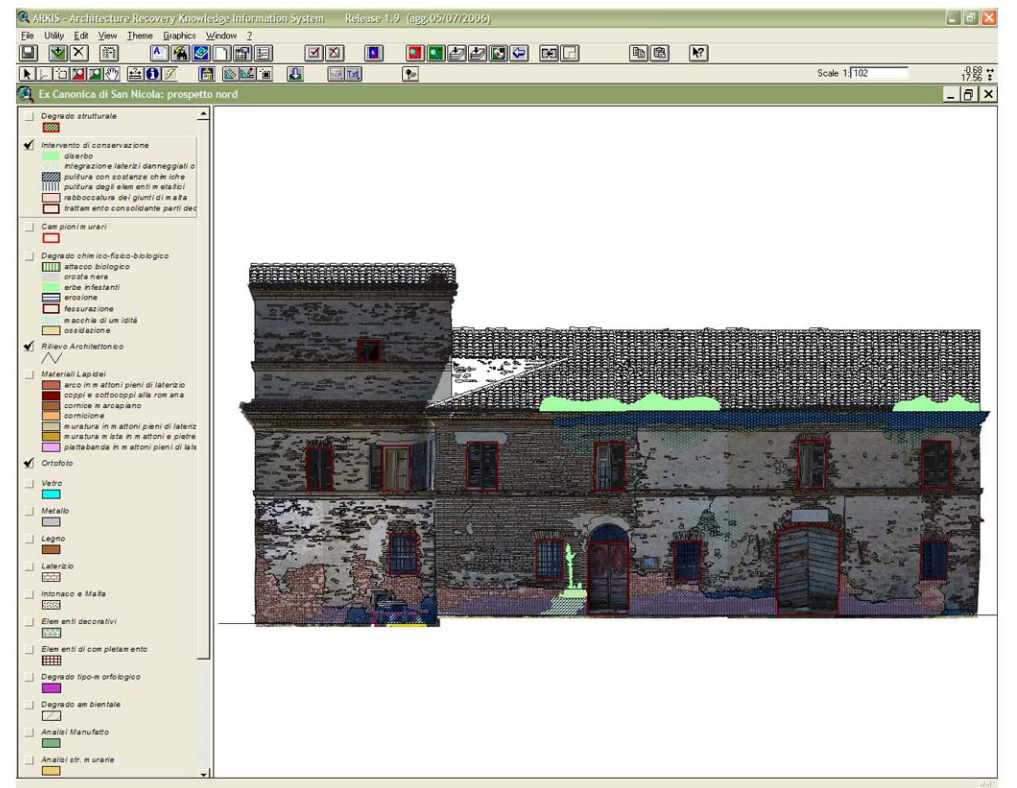 ARKIS - Architecture Recovery Knowledge Information System Release 1.9 (agg.05/07/2006)
File Utility Edit View Theme Graphics Window ?
Scale 1: 102
-0.68
17.56
Ex Canonica di San Nicola: prospetto nord
Degrado strutturale
Intervento di conservazione
diserbo
integrazione laterizi danneggiati o
pulitura con sostanze chimiche
pulitura degli elementi metallici
rabboccatura dei giunti di malta
trattamento consolidante parti dec
Campioni murari
Degrado chimico-fisico-biologico
attacco biologico
crosta nera
erbe infestanti
erosione
fessurazione
macchia di umidità
ossidazione
Rilievo Architettonico
Materiali Lapidei
arco in mattoni pieni di laterizio
coppi e sottocoppi alla romana
cornice marcapiano
cornicione
muratura in mattoni pieni di lateriz
muratura mista in mattoni e pietre
piattabanda in mattoni pieni di late
Ortofoto
Vetro
Metallo
Legno
Laterizio
Intonaco e Malta
Elementi decorativi
Elementi di completamento
Degrado tipo-morfologico
Degrado ambientale
Analisi Manufatto
Analisi str. murarie